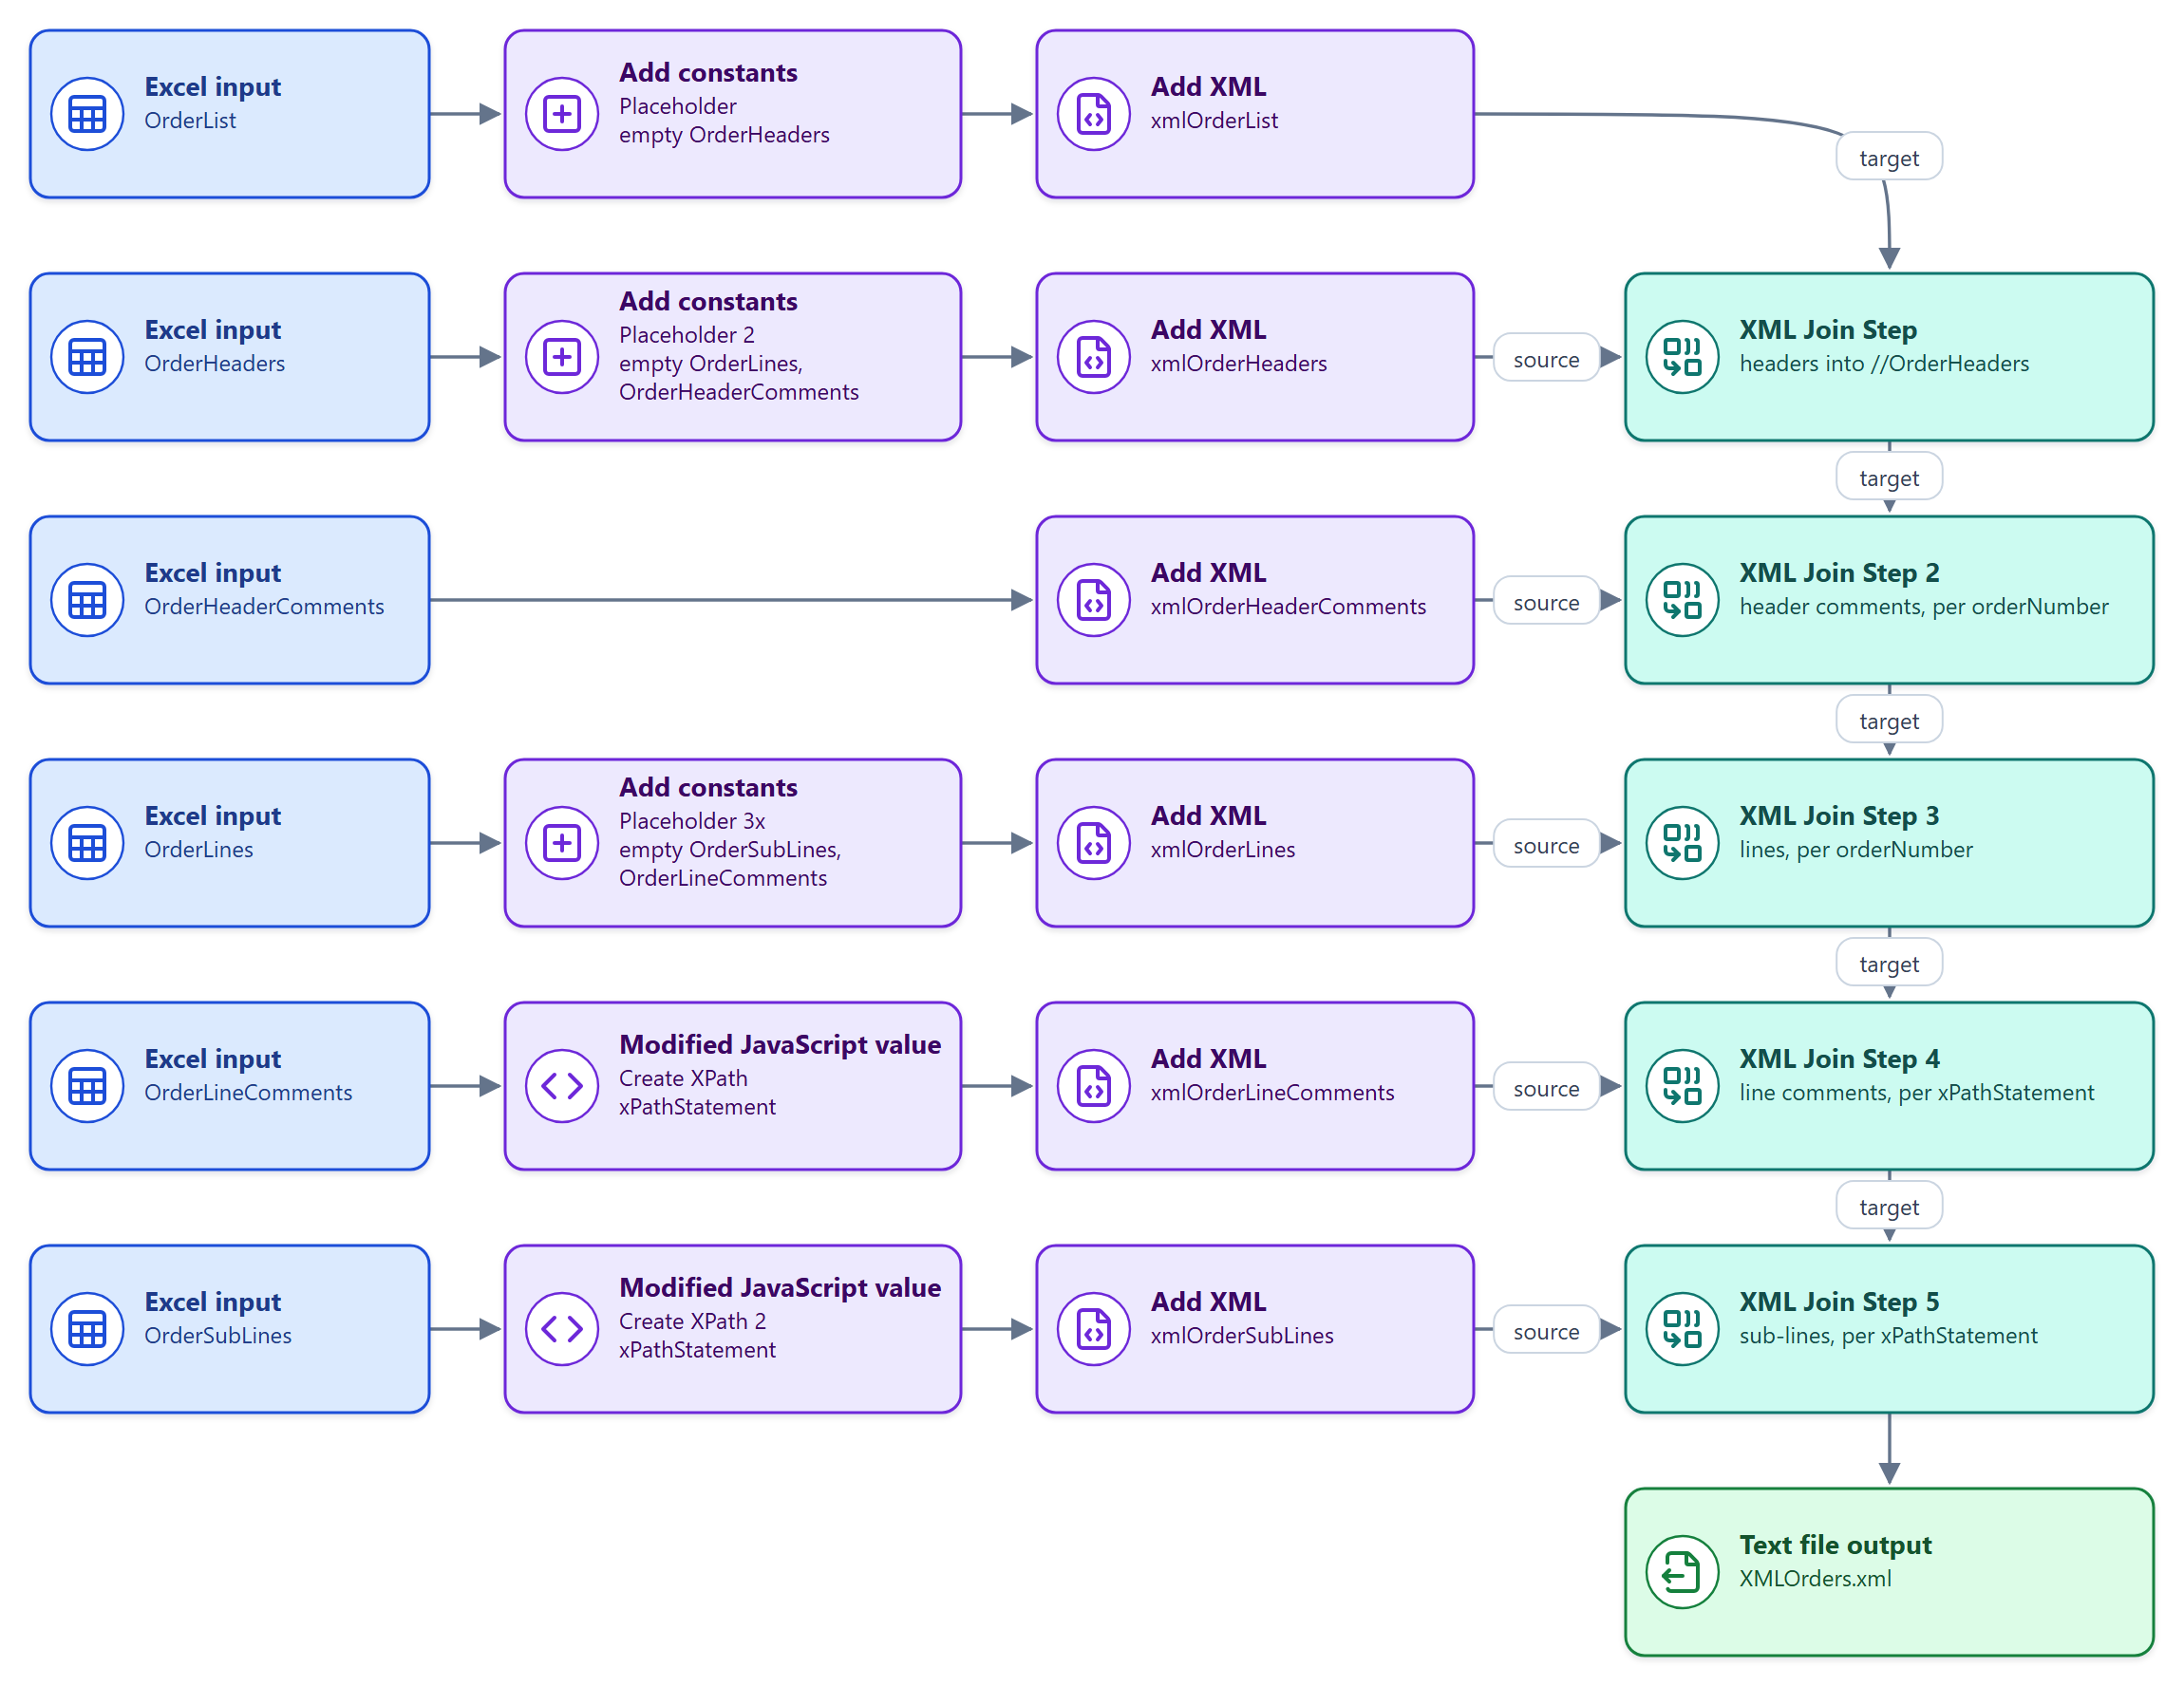 Excel input
OrderList
Add constants
Placeholder
empty OrderHeaders
Add XML
xmlOrderList
target
Excel input
OrderHeaders
Add constants
Placeholder 2
empty OrderLines,
OrderHeaderComments
Add XML
xmlOrderHeaders
source
XML Join Step
headers into //OrderHeaders
target
Excel input
OrderHeaderComments
Add XML
xmlOrderHeaderComments
source
XML Join Step 2
header comments, per orderNumber
target
Excel input
OrderLines
Add constants
Placeholder 3x
empty OrderSubLines,
OrderLineComments
Add XML
xmlOrderLines
source
XML Join Step 3
lines, per orderNumber
target
Excel input
OrderLineComments
Modified JavaScript value
Create XPath
xPathStatement
Add XML
xmlOrderLineComments
source
XML Join Step 4
line comments, per xPathStatement
target
Excel input
OrderSubLines
Modified JavaScript value
Create XPath 2
xPathStatement
Add XML
xmlOrderSubLines
source
XML Join Step 5
sub-lines, per xPathStatement
Text file output
XMLOrders.xml